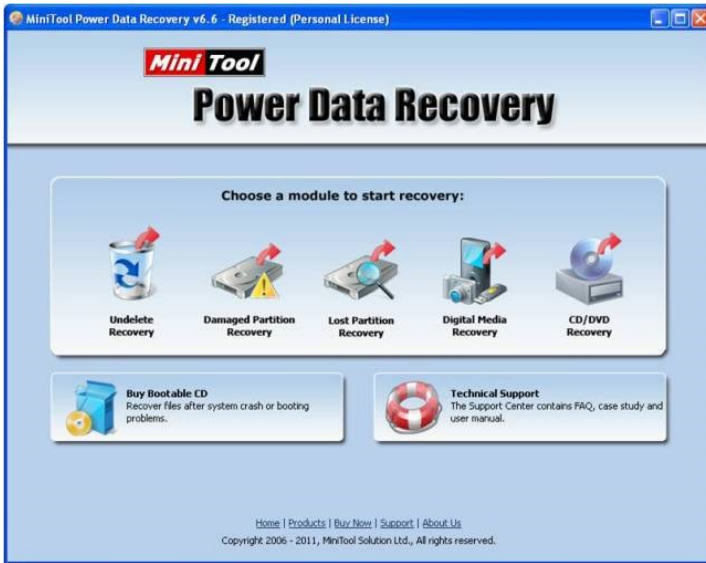 MiniTool Power Data Recovery v6.6 - Registered (Personal License)
Mini Tool
Power Data Recovery
Choose a module to start recovery:
Undelete
Recovery
Damaged Partition
Recovery
Lost Partition
Recovery
Digital Media
Recovery
CD/DVD
Recovery
Buy Bootable CD
Recover files after system crash or booting
problems.
Technical Support
The Support Center contains FAQ, case study and
user manual.
Home | Products | Buy Now | Support | About Us
Copyright 2006 - 2011, MiniTool Solution Ltd., All rights reserved.